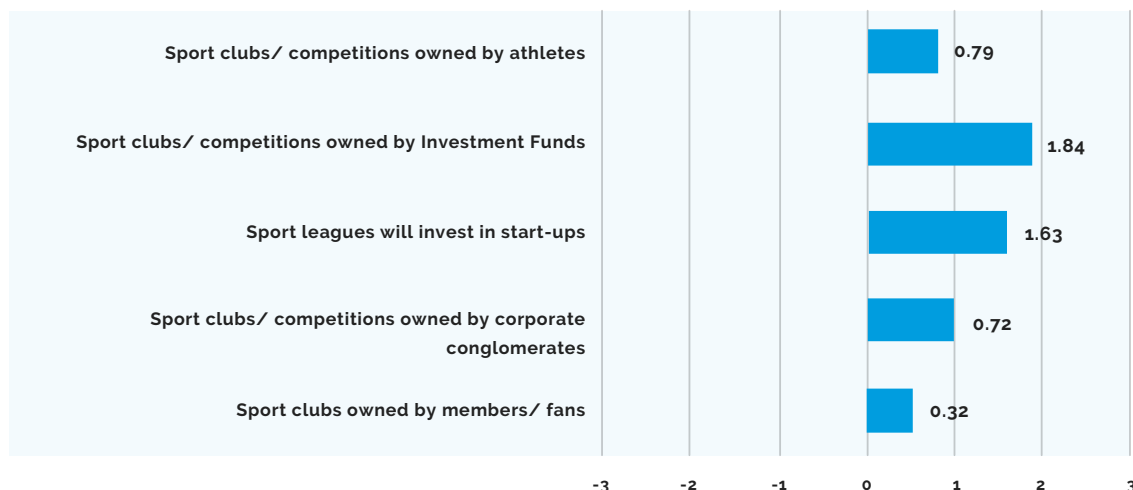 Sport clubs/ competitions owned by athletes
0.79
Sport clubs/ competitions owned by Investment Funds
1.84
Sport leagues will invest in start-ups
1.63
Sport clubs/ competitions owned by corporate
conglomerates
0.72
Sport clubs owned by members/ fans
0.32
-3 -2 -1 0 1 2 3